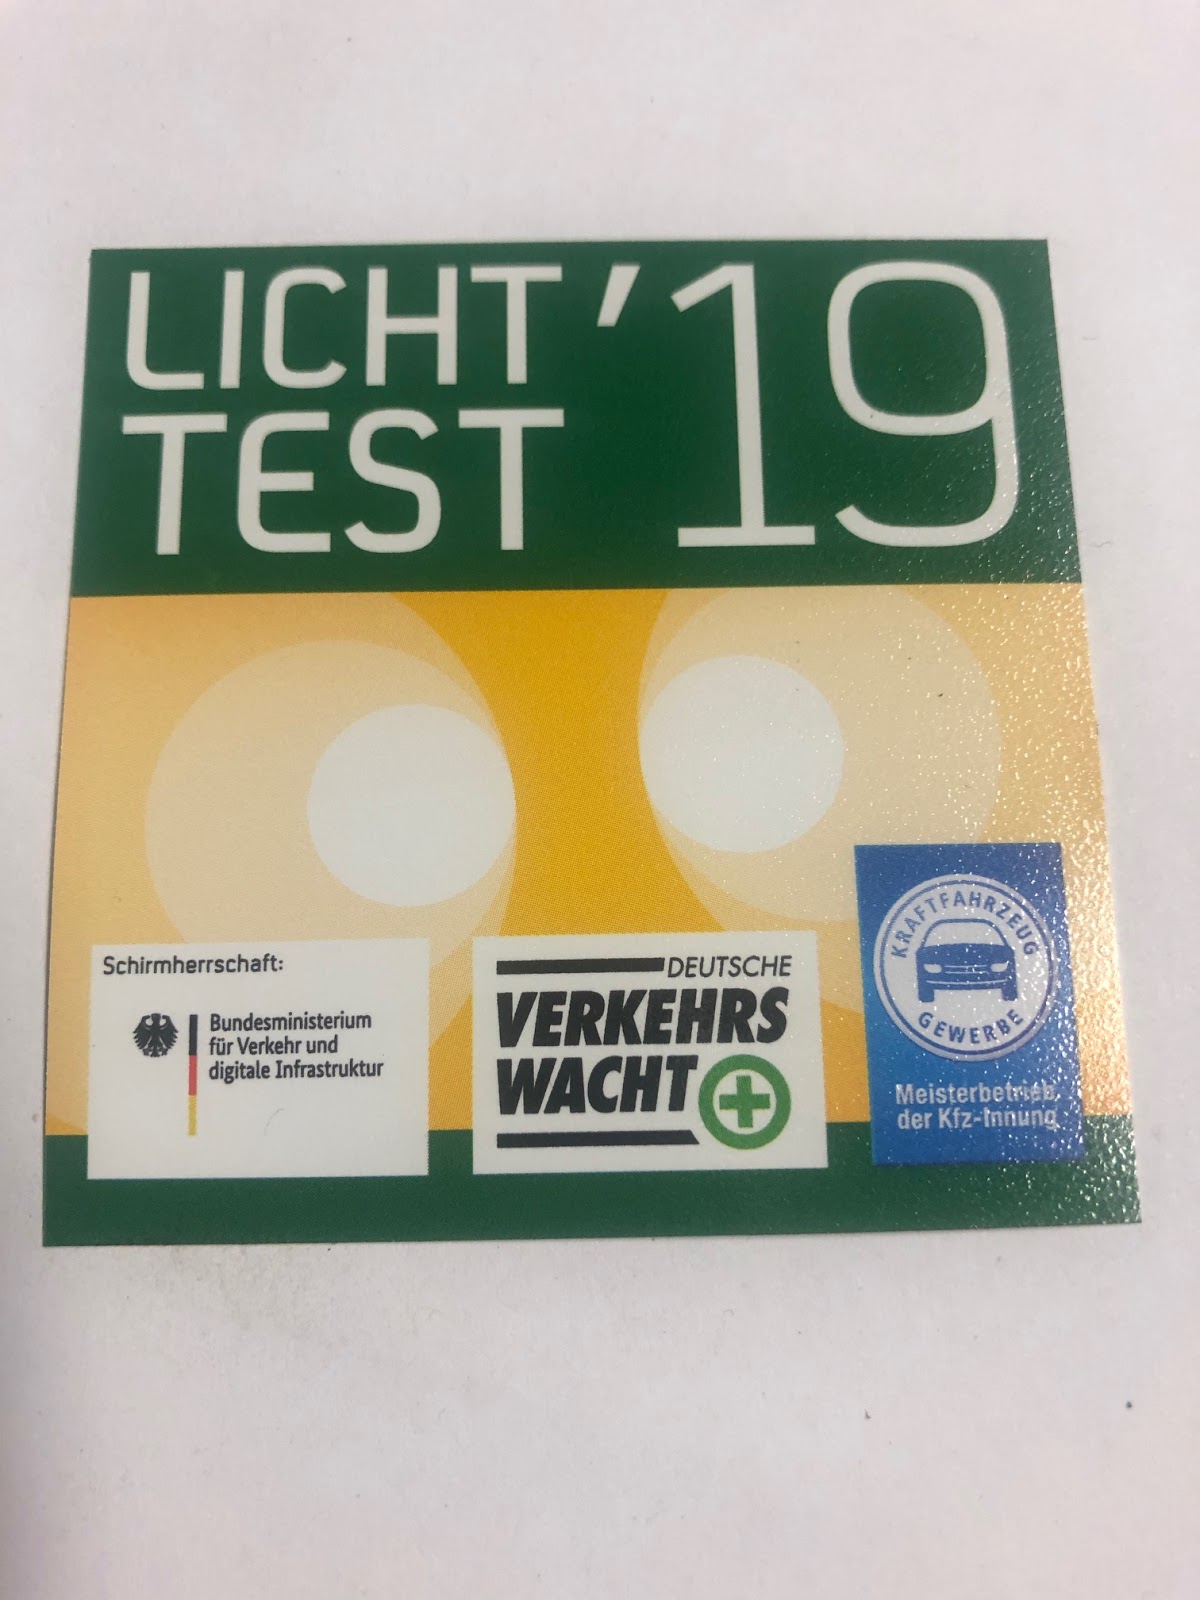 LICHT '19
TEST
Schirmherrschaft:
Bundesministerium
für Verkehr und
digitale Infrastruktur
DEUTSCHE
VERKEHRS
WACHT
KRAFTFAHRZEUG
GEWERBE
Meisterbetrieb
der Kfz-Innung